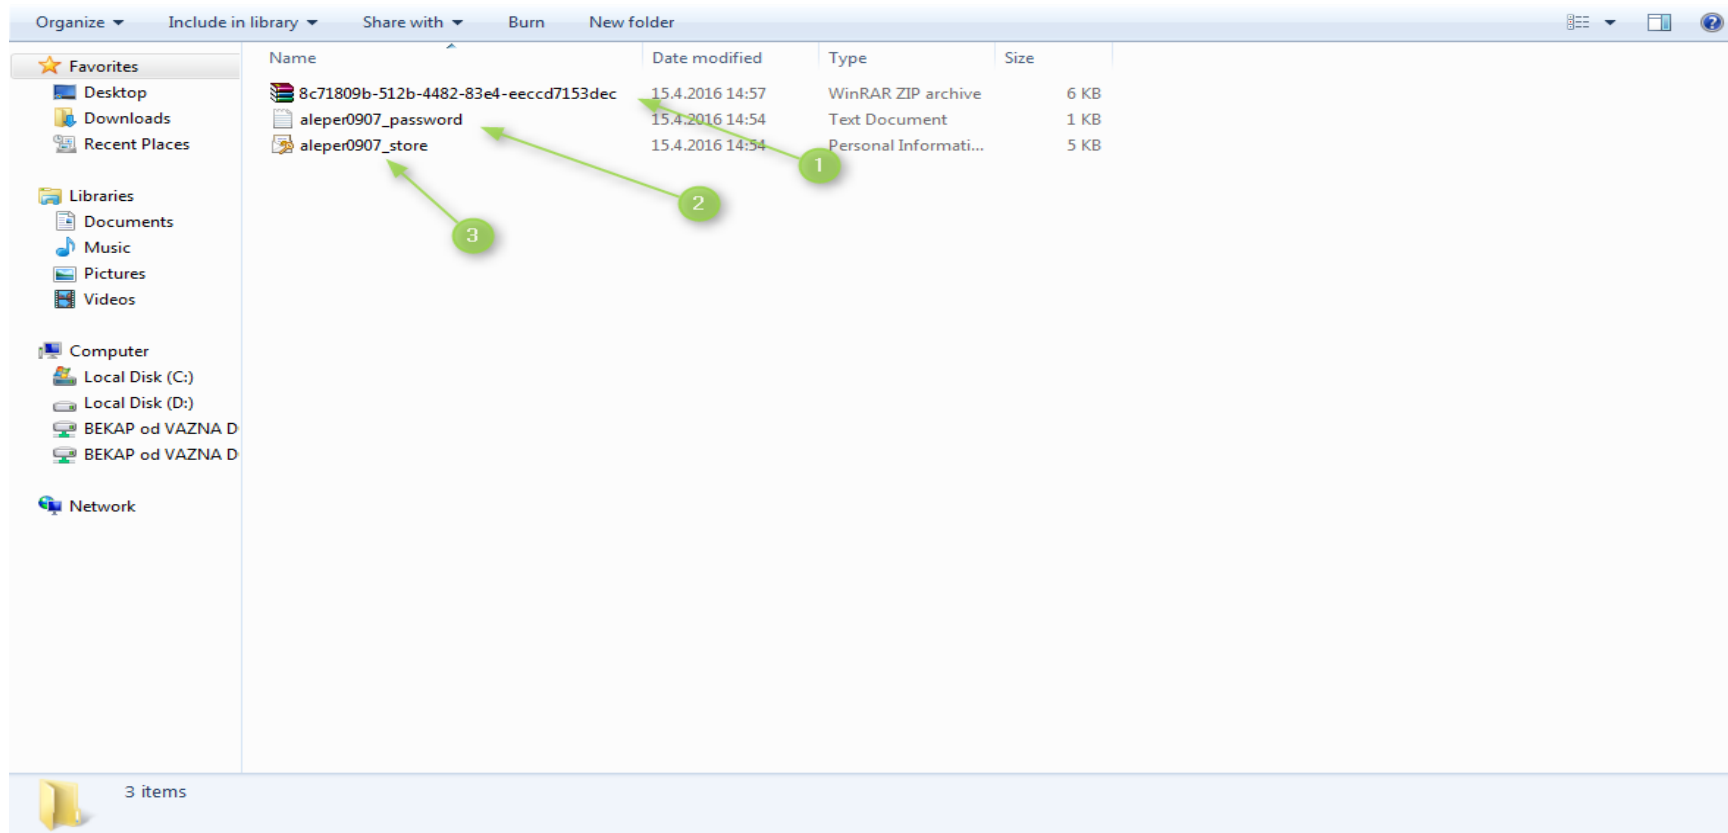 Organize Include in library Share with Burn New folder
Name Date modified Type Size
Favorites
Desktop
Downloads
Recent Places
Libraries
Documents
Music
Pictures
Videos
Computer
Local Disk (C:)
Local Disk (D:)
BEKAP od VAZNA D
BEKAP od VAZNA D
Network
8c71809b-512b-4482-83e4-eeccd7153dec 15.4.2016 14:57 WinRAR ZIP archive 6 KB
aleper0907_password 15.4.2016 14:54 Text Document 1 KB
aleper0907_store 15.4.2016 14:54 Personal Informati... 5 KB
1
2
3
3 items